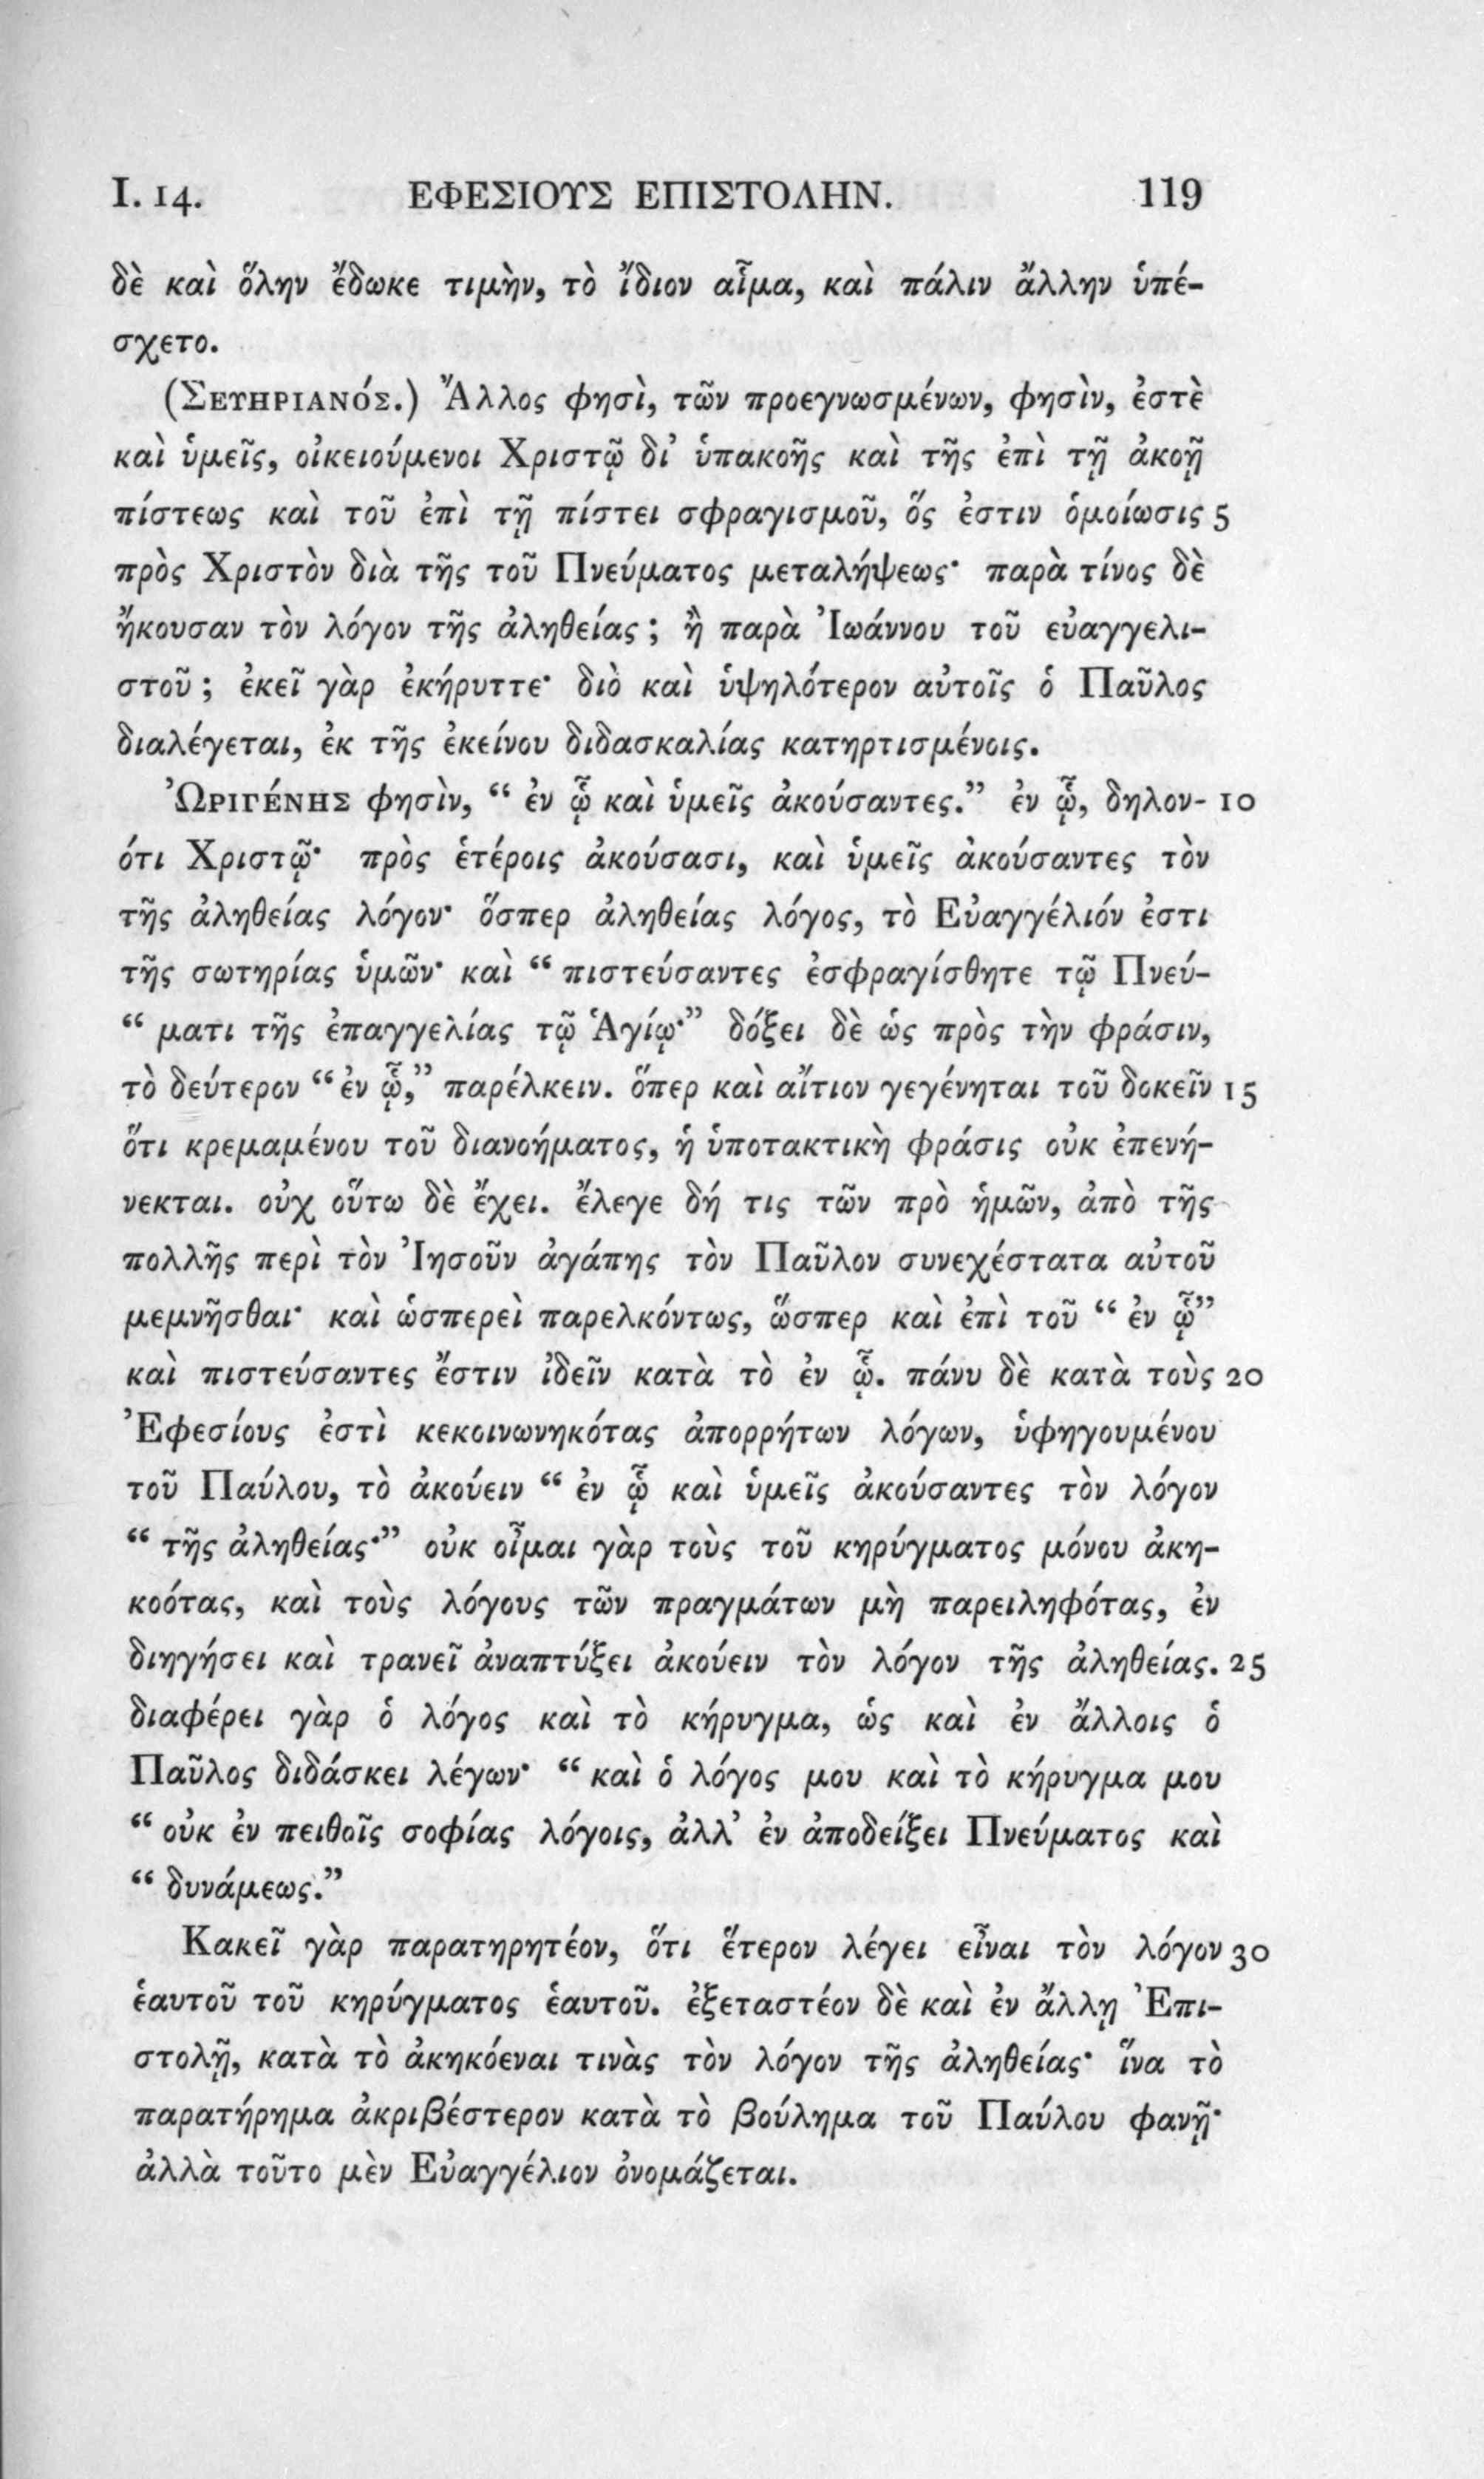 I. 14. ΕΦΕΣΙΟΥΣ ΕΠΙΣΤΟΛΗΝ. 119
δὲ καὶ ὅλην ἔδωκε τιμὴν, τὸ ἴδιον αἷμα, καὶ πάλιν ἄλλην ὑπέ-
σχετο.
(Σευηριανός.) Ἄλλος φησὶ, τῶν προεγνωσμένων, φησὶν, ἐστὲ
καὶ ὑμεῖς, οἰκειούμενοι Χριστῷ δι’ ὑπακοῆς καὶ τῆς ἐπὶ τῇ ἀκοῇ
πίστεως καὶ τοῦ ἐπὶ τῇ πίστει σφραγισμοῦ, ὅς ἐστιν ὁμοίωσις 5
πρὸς Χριστὸν διὰ τῆς τοῦ Πνεύματος μεταλήψεως· παρὰ τίνος δὲ
ἤκουσαν τὸν λόγον τῆς ἀληθείας; ἢ παρὰ Ἰωάννου τοῦ εὐαγγελι-
στοῦ; ἐκεῖ γὰρ ἐκήρυττε· διὸ καὶ ὑψηλότερον αὐτοῖς ὁ Παῦλος
διαλέγεται, ἐκ τῆς ἐκείνου διδασκαλίας κατηρτισμένοις.
Ὠριγένης φησὶν, “ ἐν ᾧ καὶ ὑμεῖς ἀκούσαντες.” ἐν ᾧ, δηλον- 10
ότι Χριστῷ· πρὸς ἑτέροις ἀκούσασι, καὶ ὑμεῖς ἀκούσαντες τὸν
τῆς ἀληθείας λόγον· ὅσπερ ἀληθείας λόγος, τὸ Εὐαγγέλιόν ἐστι
τῆς σωτηρίας ὑμῶν· καὶ “ πιστεύσαντες ἐσφραγίσθητε τῷ Πνεύ-
“ ματι τῆς ἐπαγγελίας τῷ Ἁγίῳ·” δόξει δὲ ὡς πρὸς τὴν φράσιν,
τὸ δεύτερον “ ἐν ᾧ,” παρέλκειν. ὅπερ καὶ αἴτιον γεγένηται τοῦ δοκεῖν 15
ὅτι κρεμαμένου τοῦ διανοήματος, ἡ ὑποτακτικὴ φράσις οὐκ ἐπενή-
νεκται. οὐχ οὕτω δὲ ἔχει. ἔλεγε δή τις τῶν πρὸ ἡμῶν, ἀπὸ τῆς
πολλῆς περὶ τὸν Ἰησοῦν ἀγάπης τὸν Παῦλον συνεχέστατα αὐτοῦ
μεμνῆσθαι· καὶ ὡσπερεὶ παρελκόντως, ὥσπερ καὶ ἐπὶ τοῦ “ ἐν ᾧ”
καὶ πιστεύσαντες ἔστιν ἰδεῖν κατὰ τὸ ἐν ᾧ. πάνυ δὲ κατὰ τοὺς 20
Ἐφεσίους ἐστὶ κεκοινωνηκότας ἀπορρήτων λόγων, ὑφηγουμένου
τοῦ Παύλου, τὸ ἀκούειν “ ἐν ᾧ καὶ ὑμεῖς ἀκούσαντες τὸν λόγον
“ τῆς ἀληθείας·” οὐκ οἶμαι γὰρ τοὺς τοῦ κηρύγματος μόνου ἀκη-
κοότας, καὶ τοὺς λόγους τῶν πραγμάτων μὴ παρειληφότας, ἐν
διηγήσει καὶ τρανεῖ ἀναπτύξει ἀκούειν τὸν λόγον τῆς ἀληθείας. 25
διαφέρει γὰρ ὁ λόγος καὶ τὸ κήρυγμα, ὡς καὶ ἐν ἄλλοις ὁ
Παῦλος διδάσκει λέγων· “ καὶ ὁ λόγος μου καὶ τὸ κήρυγμα μου
“ οὐκ ἐν πειθοῖς σοφίας λόγοις, ἀλλ’ ἐν ἀποδείξει Πνεύματος καὶ
“ δυνάμεως.”
Κακεῖ γὰρ παρατηρητέον, ὅτι ἕτερον λέγει εἶναι τὸν λόγον 30
ἑαυτοῦ τοῦ κηρύγματος ἑαυτοῦ. ἐξεταστέον δὲ καὶ ἐν ἄλλῃ Ἐπι-
στολῇ, κατὰ τὸ ἀκηκόεναι τινὰς τὸν λόγον τῆς ἀληθείας· ἵνα τὸ
παρατήρημα ἀκριβέστερον κατὰ τὸ βούλημα τοῦ Παύλου φανῇ·
ἀλλὰ τοῦτο μὲν Εὐαγγέλιον ὀνομάζεται.